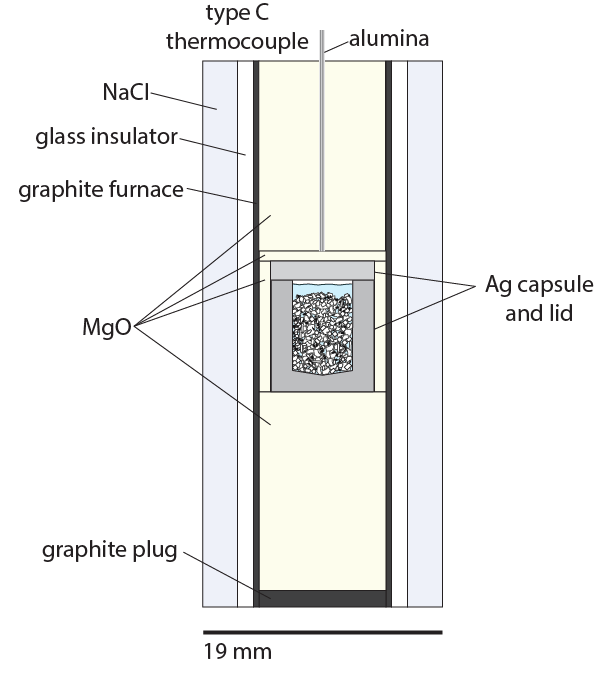 type C
thermocouple
alumina
NaCl
glass insulator
graphite furnace
MgO
Ag capsule
and lid
graphite plug
19 mm